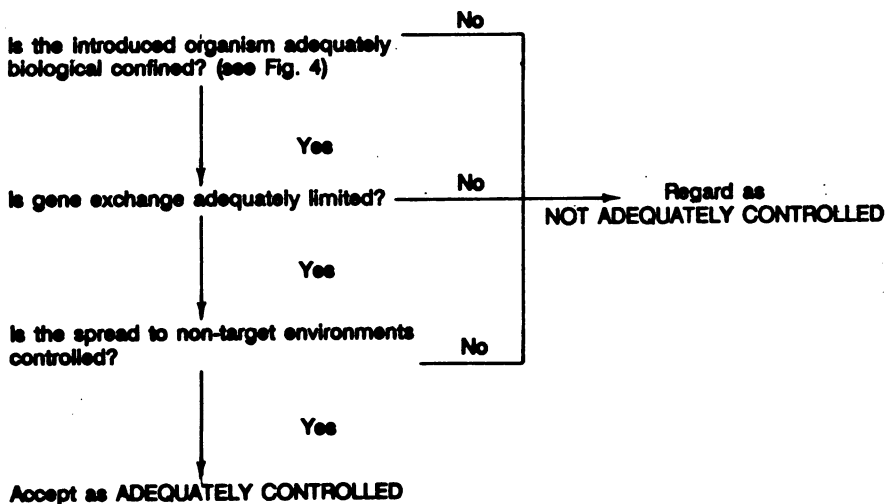 No
Is the introduced organism adequately
biological confined? (see Fig. 4)
Yes
Is gene exchange adequately limited?
No
Regard as
NOT ADEQUATELY CONTROLLED
Yes
Is the spread to non-target environments
controlled?
No
Yes
Accept as ADEQUATELY CONTROLLED